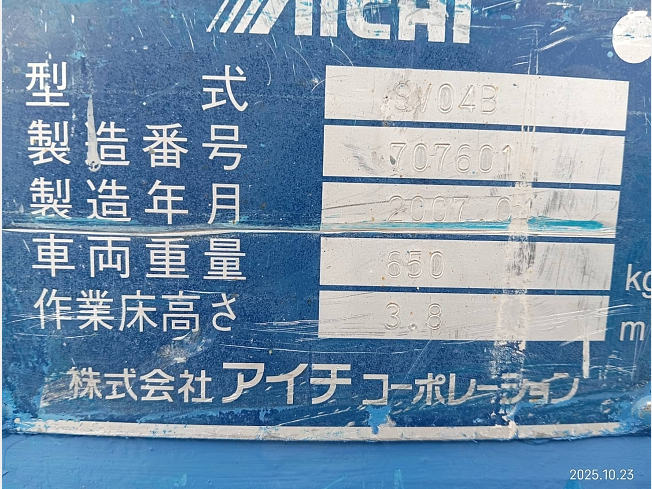 AICHI
型式 SV04B
製造番号 707601
製造年月 2007.0
車両重量 650 kg
作業床高さ 3.8 m
株式会社 アイチ コーポレーション
2025.10.23